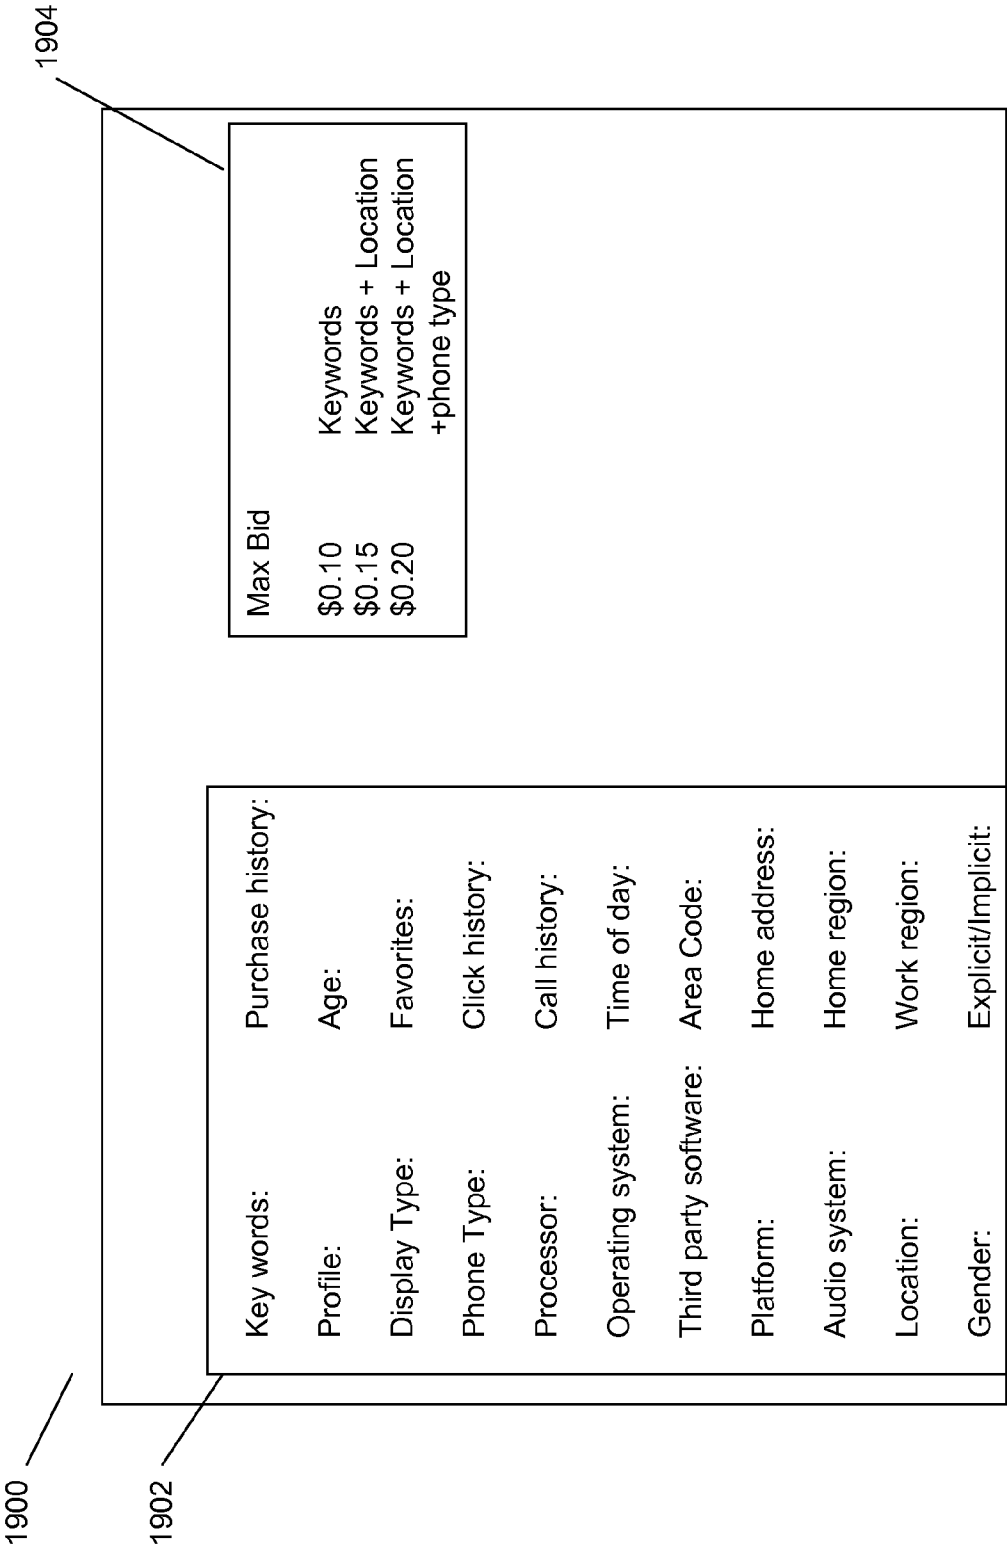 1900
1902
1904
Key words:
Purchase history:
Profile:
Age:
Display Type:
Favorites:
Phone Type:
Click history:
Processor:
Call history:
Operating system:
Time of day:
Third party software:
Area Code:
Platform:
Home address:
Audio system:
Home region:
Location:
Work region:
Gender:
Explicit/Implicit:
Max Bid
$0.10 Keywords
$0.15 Keywords + Location
$0.20 Keywords + Location
+phone type